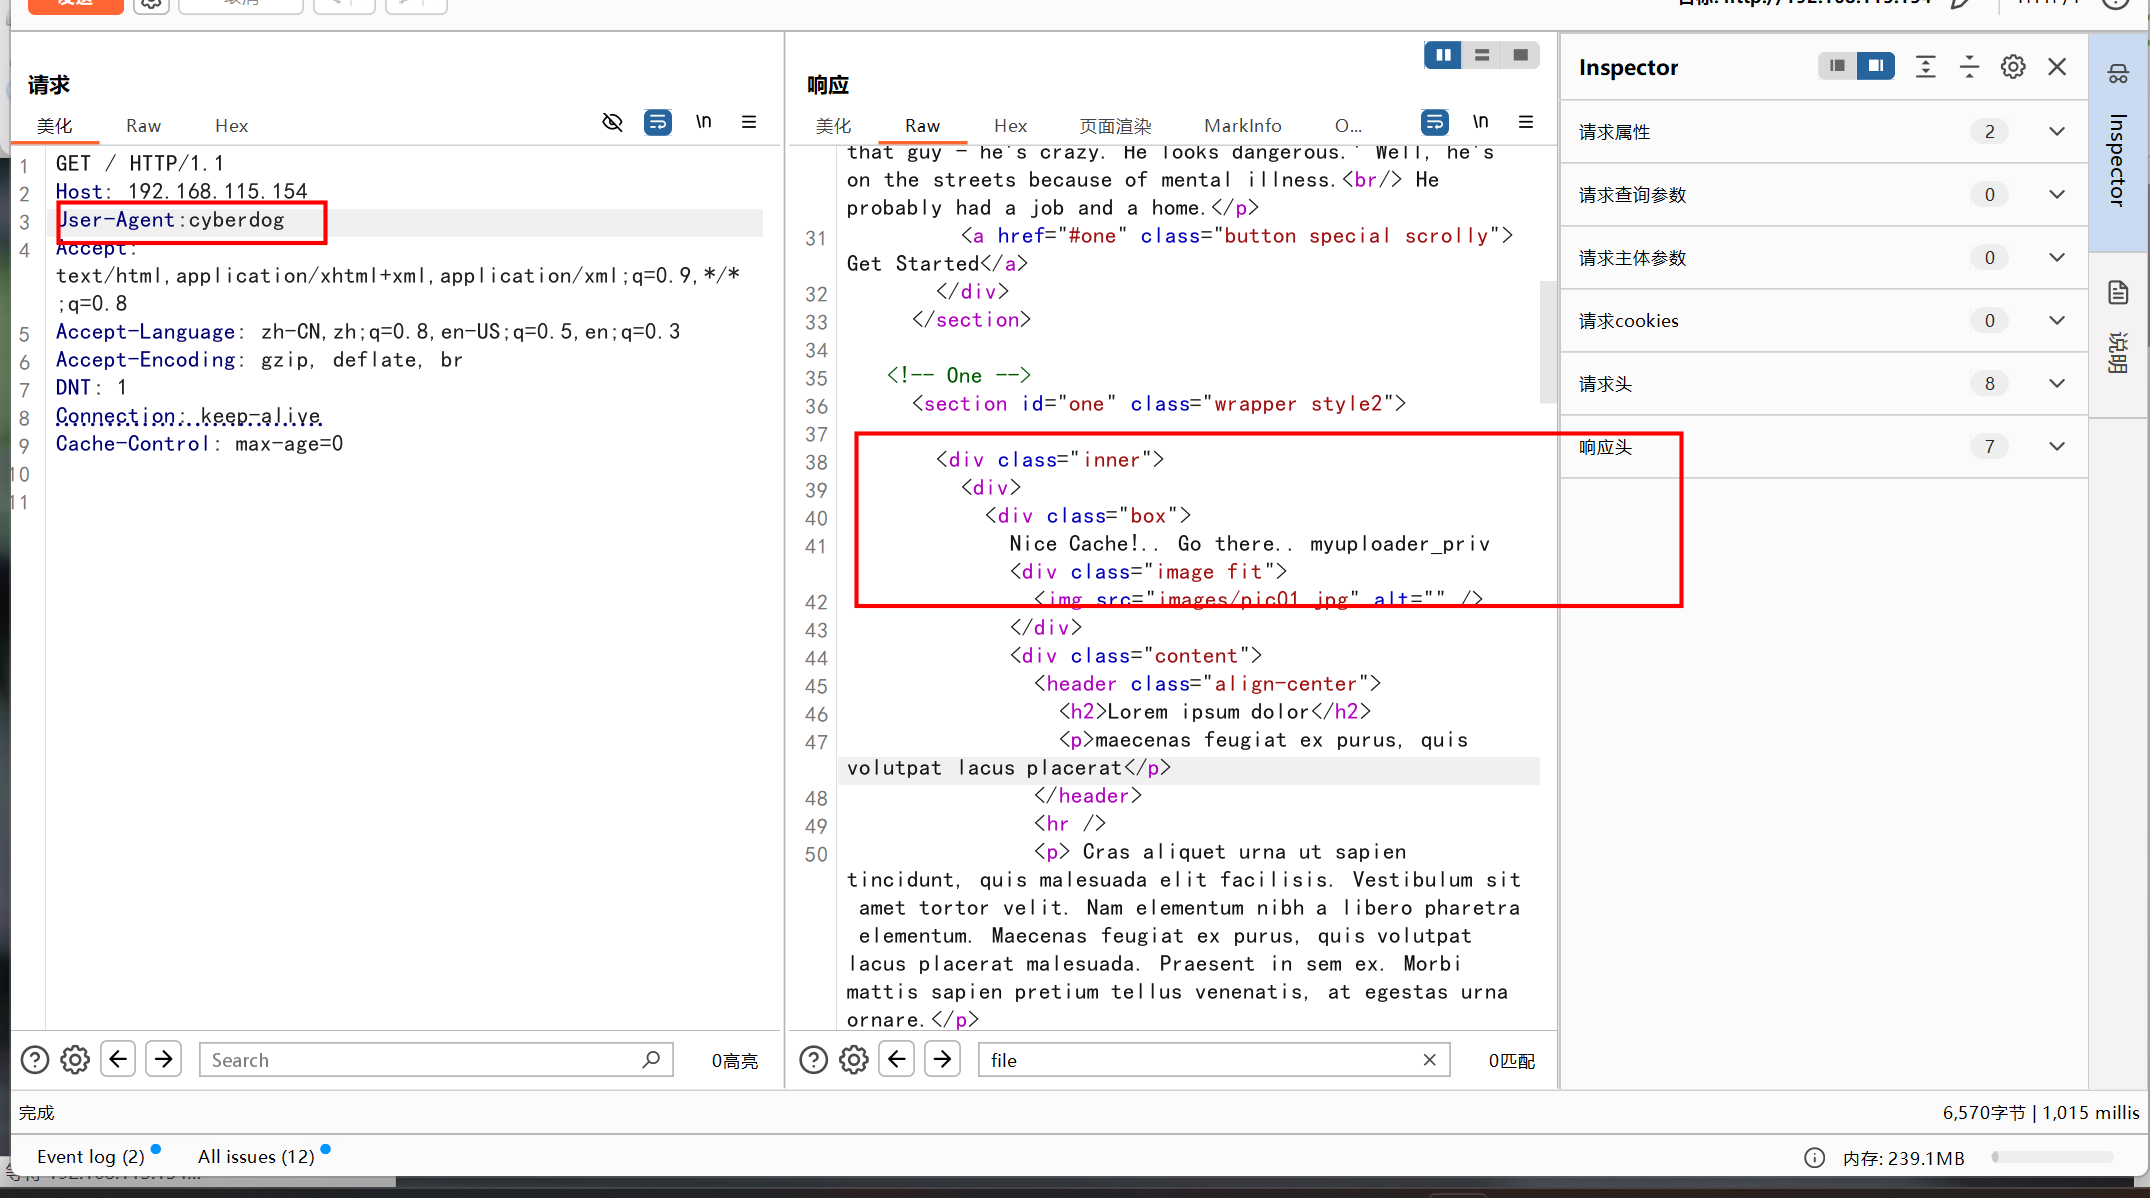 发送
取消
目标: http://192.168.115.154
HTTP/1
请求
美化
Raw
Hex
\n
1 GET / HTTP/1.1
2 Host: 192.168.115.154
3 User-Agent:cyberdog
4 Accept:
text/html,application/xhtml+xml,application/xml;q=0.9,*/*
;q=0.8
5 Accept-Language: zh-CN,zh;q=0.8,en-US;q=0.5,en;q=0.3
6 Accept-Encoding: gzip, deflate, br
7 DNT: 1
8 Connection: keep-alive
9 Cache-Control: max-age=0
10
11
Search
0高亮
响应
美化
Raw
Hex
页面渲染
MarkInfo
O...
\n
that guy - he's crazy. He looks dangerous.' Well, he's
on the streets because of mental illness.<br/> He
probably had a job and a home.</p>
31 <a href="#one" class="button special scrolly">
Get Started</a>
32 </div>
33 </section>
34
35 <!-- One -->
36 <section id="one" class="wrapper style2">
37
38 <div class="inner">
39 <div>
40 <div class="box">
41 Nice Cache!.. Go there.. myuploader_priv
<div class="image fit">
42 <img src="images/pic01.jpg" alt="" />
43 </div>
44 <div class="content">
45 <header class="align-center">
46 <h2>Lorem ipsum dolor</h2>
47 <p>maecenas feugiat ex purus, quis
volutpat lacus placerat</p>
48 </header>
49 <hr />
50 <p> Cras aliquet urna ut sapien
tincidunt, quis malesuada elit facilisis. Vestibulum sit
amet tortor velit. Nam elementum nibh a libero pharetra
elementum. Maecenas feugiat ex purus, quis volutpat
lacus placerat malesuada. Praesent in sem ex. Morbi
mattis sapien pretium tellus venenatis, at egestas urna
ornare.</p>
file
0匹配
Inspector
请求属性 2
请求查询参数 0
请求主体参数 0
请求cookies 0
请求头 8
响应头 7
Inspector
说明
完成
6,570字节 | 1,015 millis
Event log (2)
All issues (12)
内存: 239.1MB